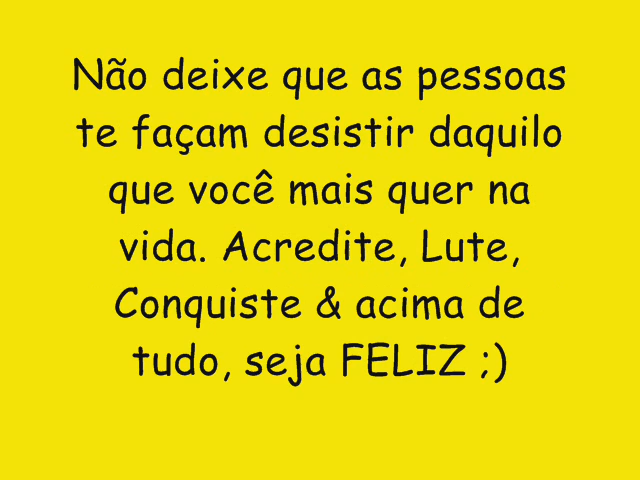 Não deixe que as pessoas
te façam desistir daquilo
que você mais quer na
vida. Acredite, Lute,
Conquiste & acima de
tudo, seja FELIZ ;)